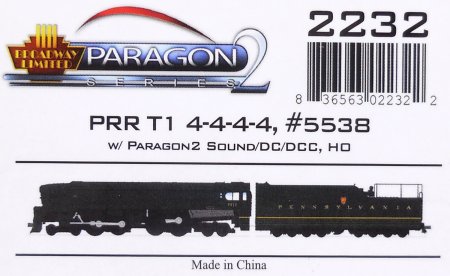 BROADWAY
LIMITED
PARAGON 2
SERIES
2232
8 36563 02232 2
PRR T1 4-4-4-4, #5538
W/ PARAGON2 SOUND/DC/DCC, HO
PENNSYLVANIA
Made in China